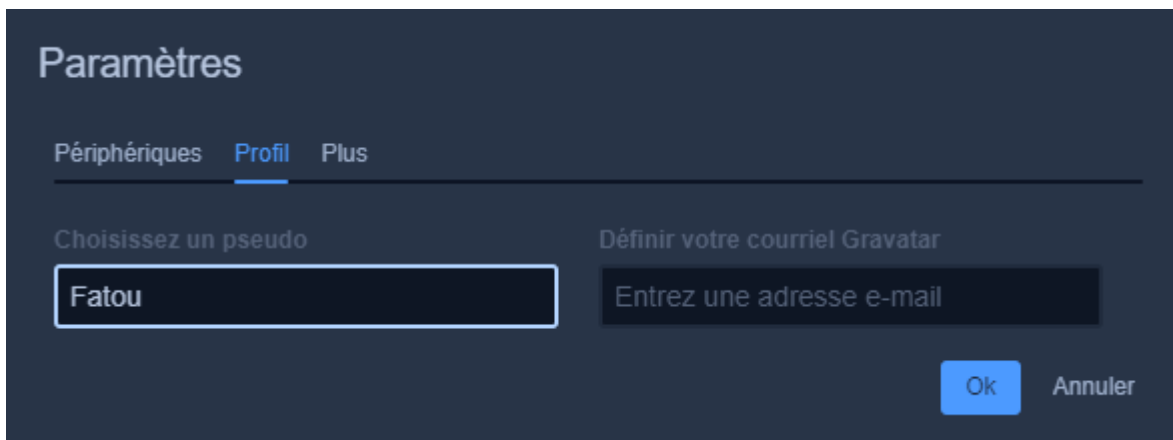 Paramètres
Périphériques Profil Plus
Choisissez un pseudo Définir votre courriel Gravatar
Fatou Entrez une adresse e-mail
Ok Annuler